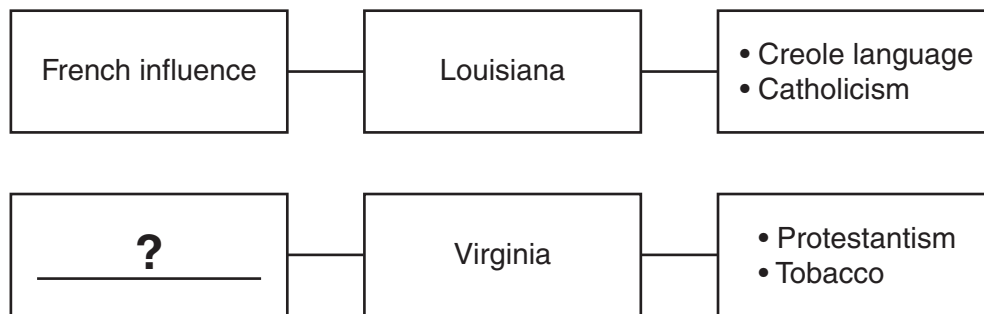 French influence
Louisiana
• Creole language
• Catholicism
?
Virginia
• Protestantism
• Tobacco